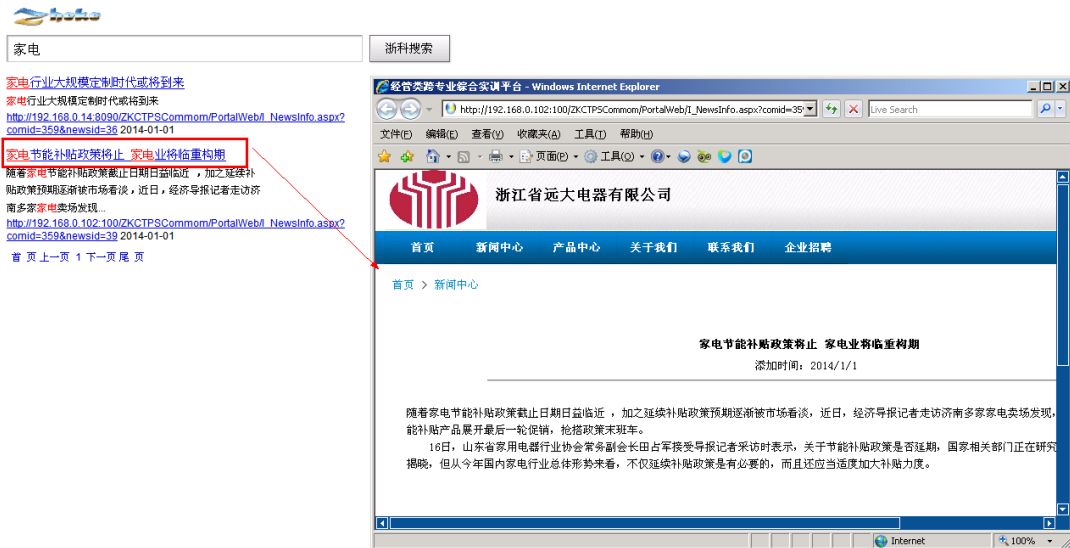 Zheke
家电
浙科搜索
家电行业大规模定制时代或将到来
家电行业大规模定制时代或将到来
http://192.168.0.14:8090/ZKCTPSCommom/PortalWeb/I_NewsInfo.aspx?
comid=359&newsid=36 2014-01-01
家电节能补贴政策将止 家电业将临重构期
随着家电节能补贴政策截止日期日益临近 ，加之延续补
贴政策预期逐渐被市场看淡，近日，经济导报记者走访济
南多家家电卖场发现...
http://192.168.0.102:100/ZKCTPSCommom/PortalWeb/I_NewsInfo.aspx?
comid=359&newsid=39 2014-01-01
首 页 上一页 1 下一页 尾 页
经管类跨专业综合实训平台 - Windows Internet Explorer
http://192.168.0.102:100/ZKCTPSCommom/PortalWeb/I_NewsInfo.aspx?comid=35
Live Search
文件(F) 编辑(E) 查看(V) 收藏夹(A) 工具(T) 帮助(H)
页面(P) 工具(O)
浙江省远大电器有限公司
首页 新闻中心 产品中心 关于我们 联系我们 企业招聘
首页 > 新闻中心
家电节能补贴政策将止 家电业将临重构期
添加时间：2014/1/1
随着家电节能补贴政策截止日期日益临近 ，加之延续补贴政策预期逐渐被市场看淡，近日，经济导报记者走访济南多家家电卖场发现，
能补贴产品展开最后一轮促销，抢搭政策末班车。
16日，山东省家用电器行业协会常务副会长田占军接受导报记者采访时表示，关于节能补贴政策是否延期，国家相关部门正在研究
揭晓，但从今年国内家电行业总体形势来看，不仅延续补贴政策是有必要的，而且还应当适度加大补贴力度。
Internet
100%